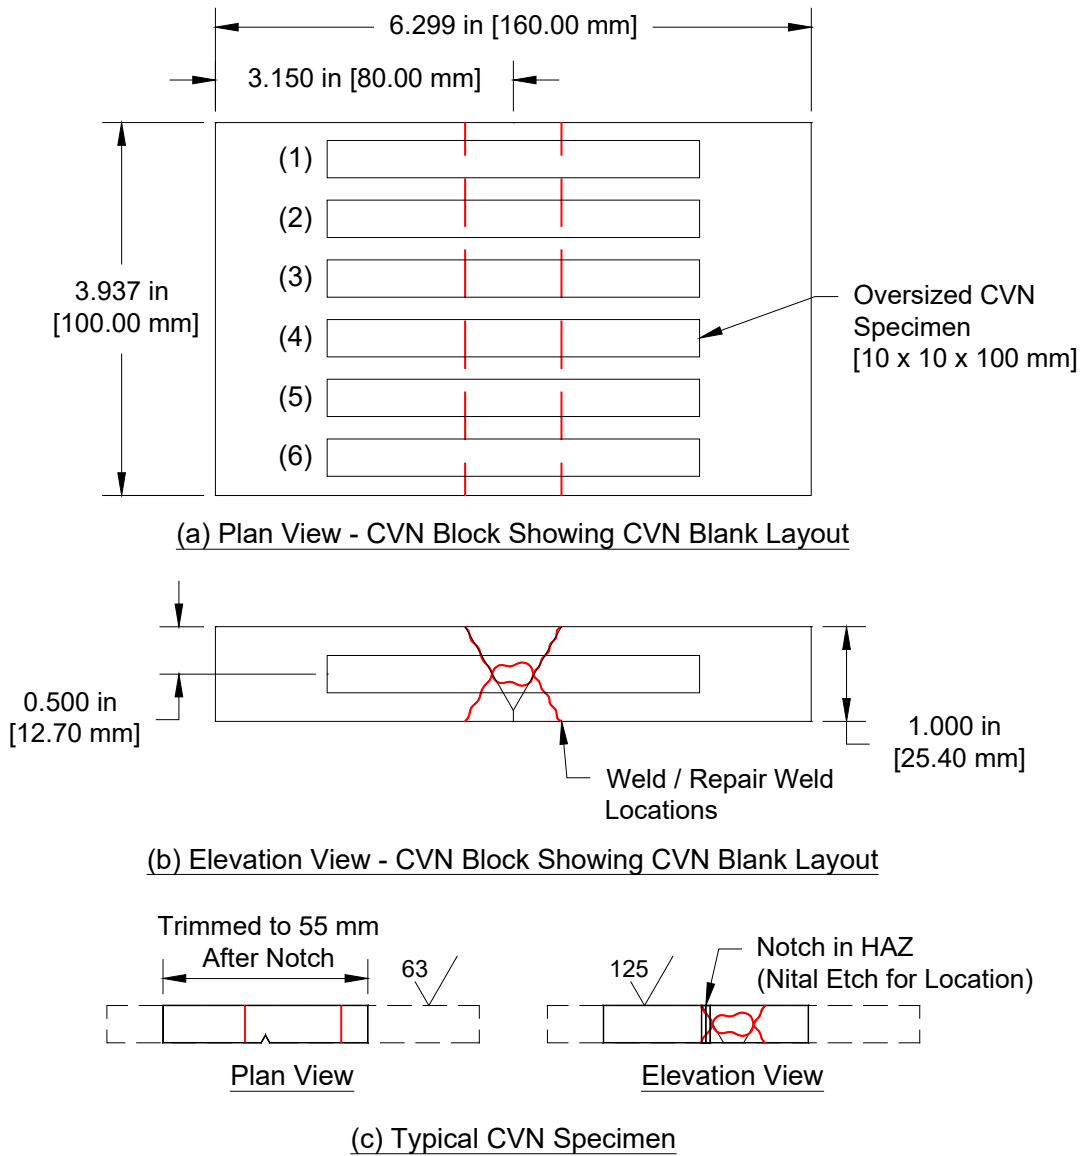 6.299 in [160.00 mm]
3.150 in [80.00 mm]
(1)
(2)
(3)
(4)
(5)
(6)
3.937 in
[100.00 mm]
Oversized CVN
Specimen
[10 x 10 x 100 mm]
(a) Plan View - CVN Block Showing CVN Blank Layout
0.500 in
[12.70 mm]
1.000 in
[25.40 mm]
Weld / Repair Weld
Locations
(b) Elevation View - CVN Block Showing CVN Blank Layout
Trimmed to 55 mm
After Notch
63
125
Notch in HAZ
(Nital Etch for Location)
Plan View
Elevation View
(c) Typical CVN Specimen